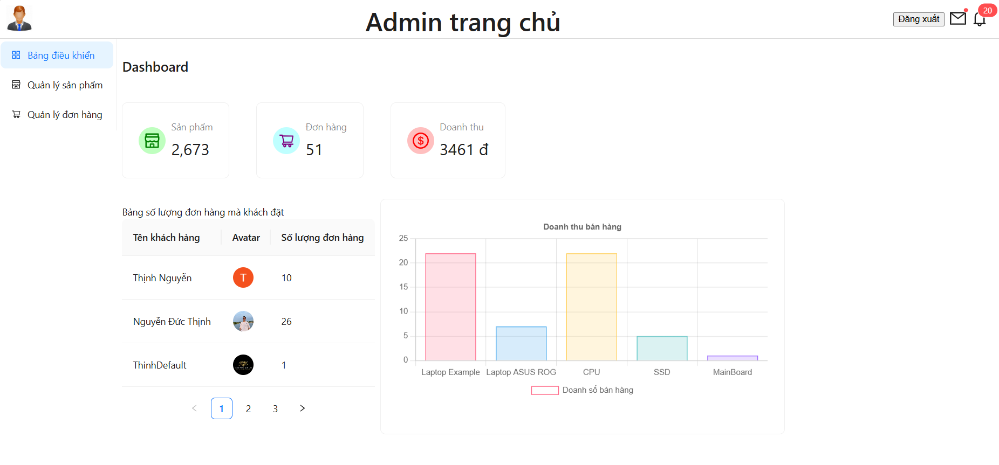 Admin trang chủ
Đăng xuất
20
Bảng điều khiển
Quản lý sản phẩm
Quản lý đơn hàng
Dashboard
Sản phẩm
2,673
Đơn hàng
51
Doanh thu
3461 đ
Bảng số lượng đơn hàng mà khách đặt
Tên khách hàng Avatar Số lượng đơn hàng
Thịnh Nguyễn T 10
Nguyễn Đức Thịnh 26
ThinhDefault 1
1 2 3
Doanh thu bán hàng
25
20
15
10
5
0
Laptop Example Laptop ASUS ROG CPU SSD MainBoard
Doanh số bán hàng